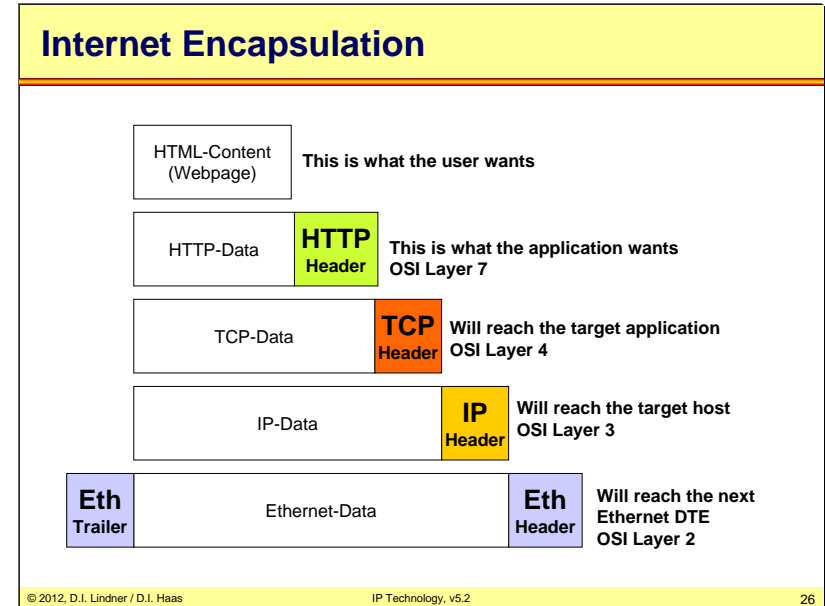 Internet Encapsulation
HTML-Content
(Webpage)
This is what the user wants
HTTP-Data
HTTP
Header
This is what the application wants
OSI Layer 7
TCP-Data
TCP
Header
Will reach the target application
OSI Layer 4
IP-Data
IP
Header
Will reach the target host
OSI Layer 3
Eth
Trailer
Ethernet-Data
Eth
Header
Will reach the next
Ethernet DTE
OSI Layer 2
© 2012, D.I. Lindner / D.I. Haas
IP Technology, v5.2
26